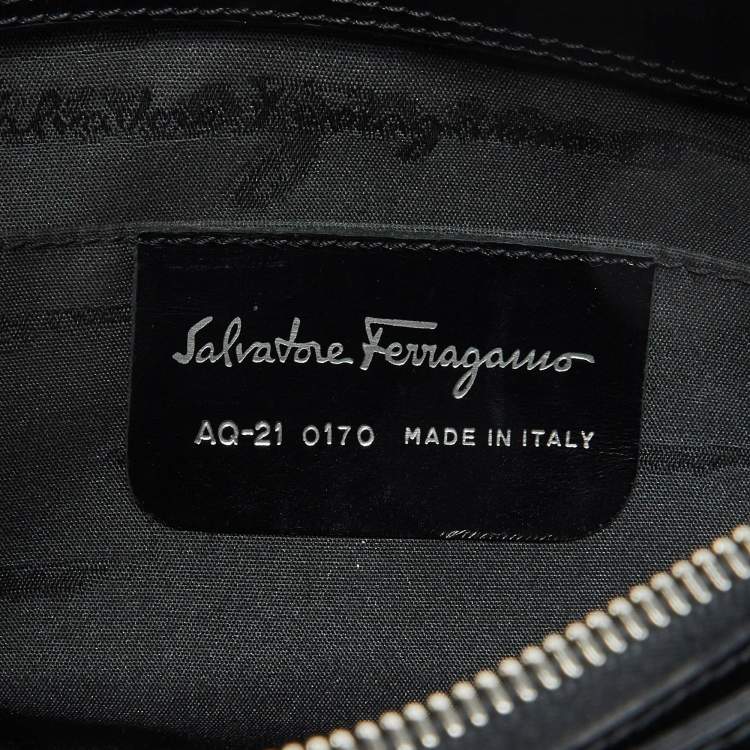 Salvatore Ferragamo
AQ-21 0170 MADE IN ITALY